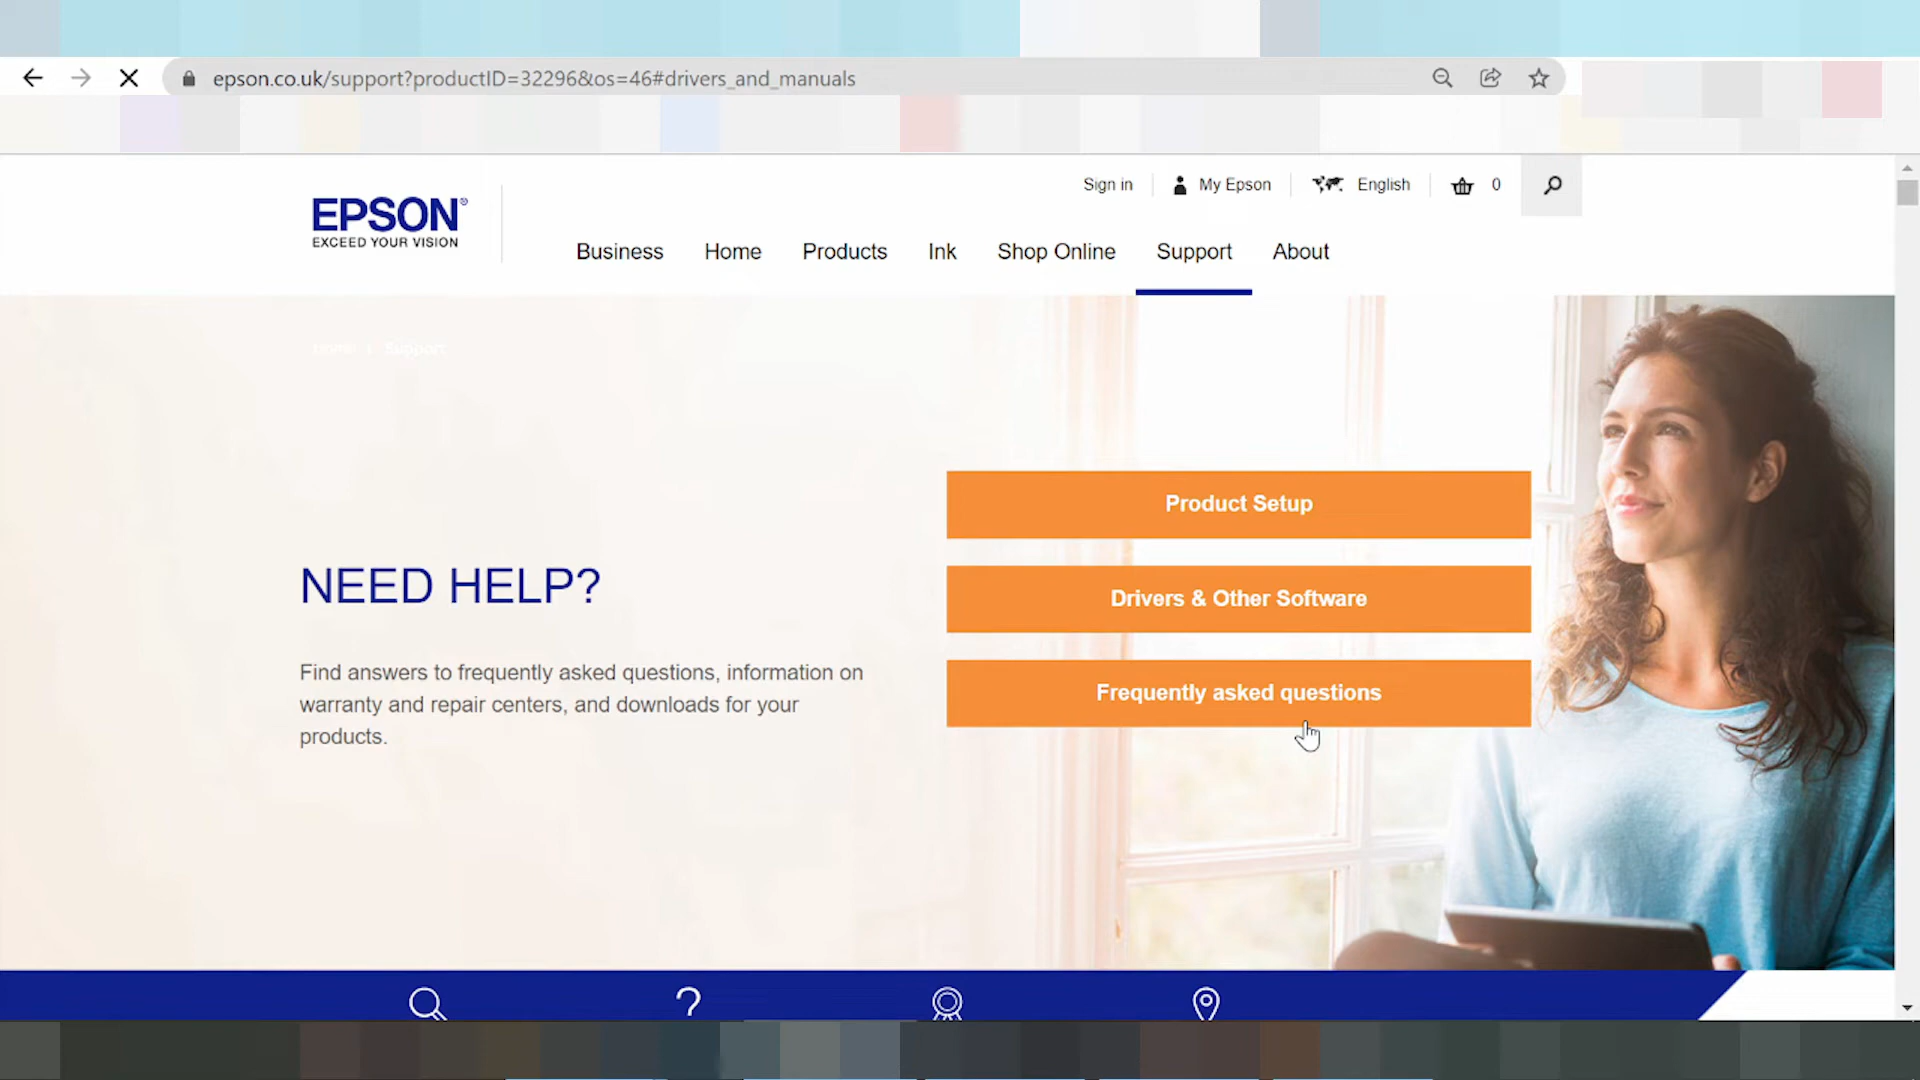 epson.co.uk/support?productID=32296&os=46#drivers_and_manuals
Sign in
My Epson
English
0
EPSON®
EXCEED YOUR VISION
Business
Home
Products
Ink
Shop Online
Support
About
Home
Support
Product Setup
NEED HELP?
Drivers & Other Software
Find answers to frequently asked questions, information on
warranty and repair centers, and downloads for your
products.
Frequently asked questions